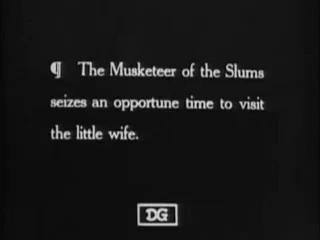 ¶ The Musketeer of the Slums
seizes an opportune time to visit
the little wife.
DG